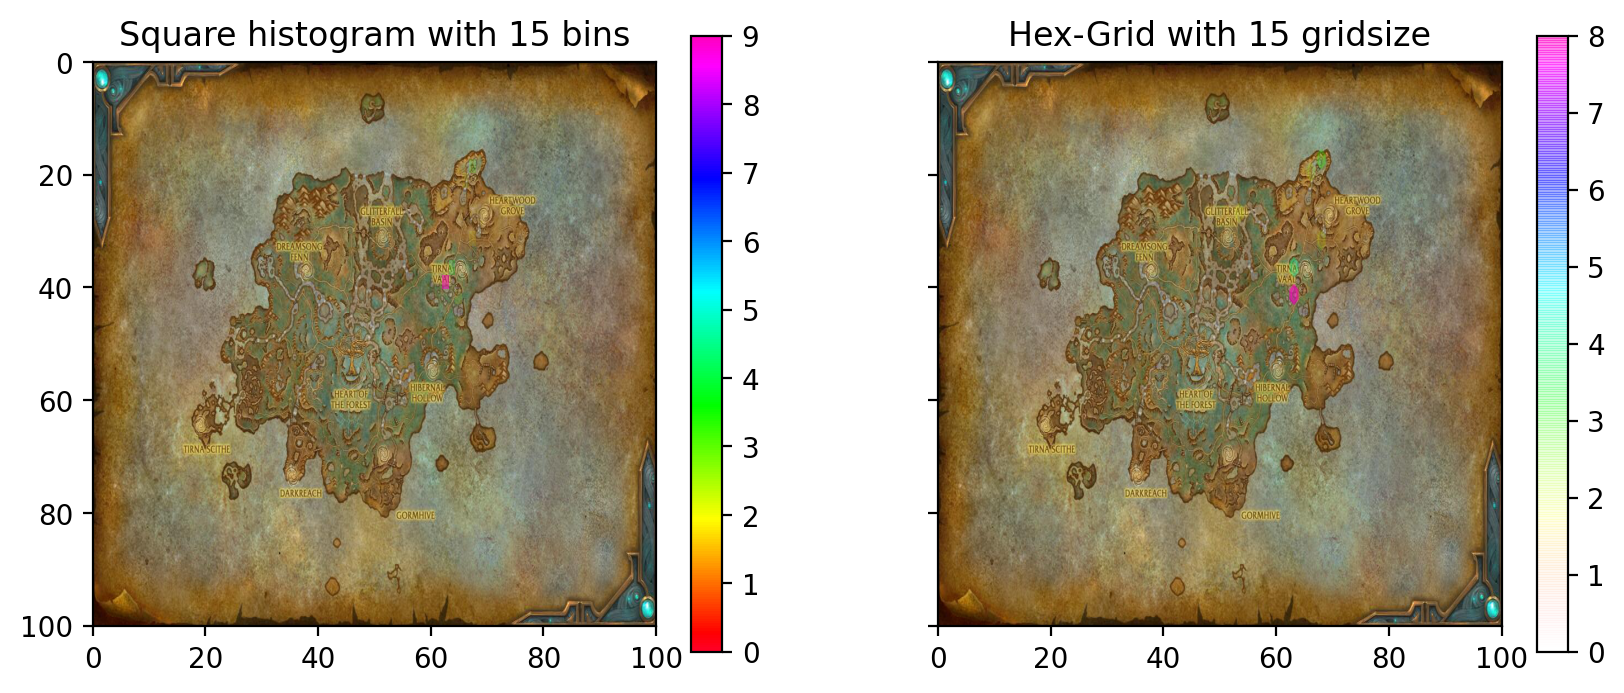 Square histogram with 15 bins
0
20
40
60
80
100
0
20
40
60
80
100
HEARTWOOD
GROVE
GLITTERFALL
BASIN
DREAMSONG
FENN
TIRNA
VAAL
HIBERNAL
HOLLOW
HEART OF
THE FOREST
TIRNA SCITHE
DARKREACH
GORMHIVE
9
8
7
6
5
4
3
2
1
0
Hex-Grid with 15 gridsize
0
20
40
60
80
100
HEARTWOOD
GROVE
GLITTERFALL
BASIN
DREAMSONG
FENN
TIRNA
VAAL
HIBERNAL
HOLLOW
HEART OF
THE FOREST
TIRNA SCITHE
DARKREACH
GORMHIVE
8
7
6
5
4
3
2
1
0